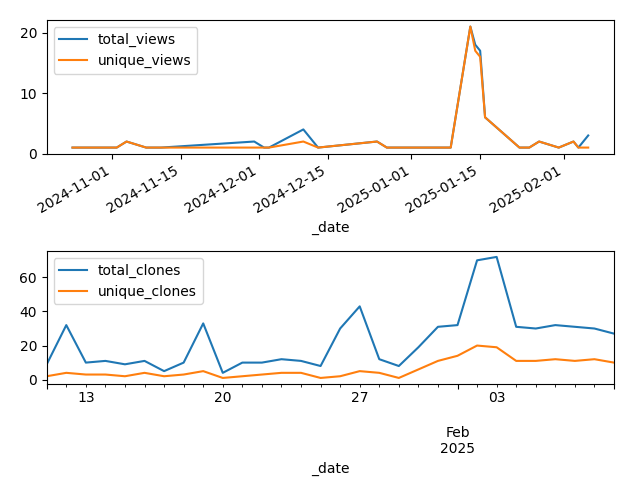 20
10
0
total_views
unique_views
2024-11-01
2024-11-15
2024-12-01
2024-12-15
2025-01-01
2025-01-15
2025-02-01
_date
60
40
20
0
total_clones
unique_clones
13
20
27
03
Feb
2025
_date